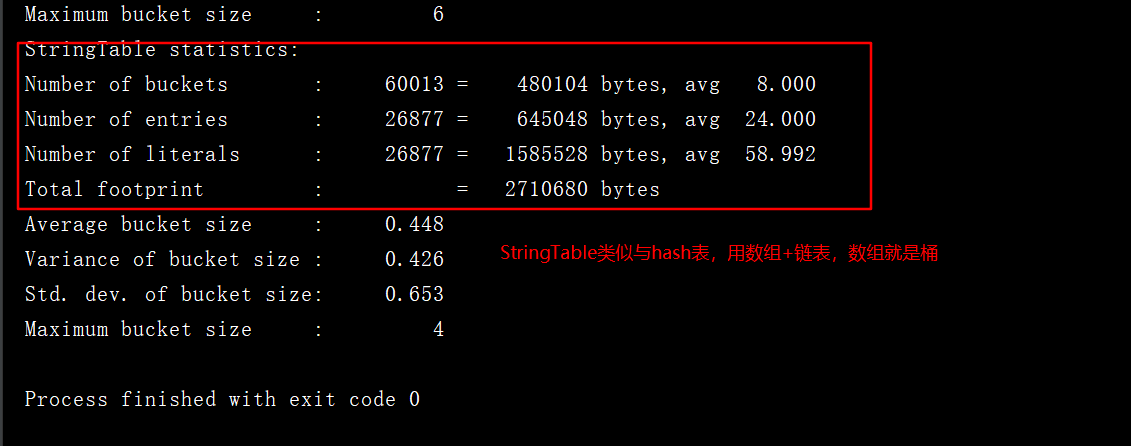 Maximum bucket size     :         6
StringTable statistics:
Number of buckets       :     60013 =    480104 bytes, avg   8.000
Number of entries       :     26877 =    645048 bytes, avg  24.000
Number of literals      :     26877 =   1585528 bytes, avg  58.992
Total footprint         :           =   2710680 bytes
Average bucket size     :     0.448
StringTable类似与hash表，用数组+链表，数组就是桶
Variance of bucket size :     0.426
Std. dev. of bucket size:     0.653
Maximum bucket size     :         4
Process finished with exit code 0